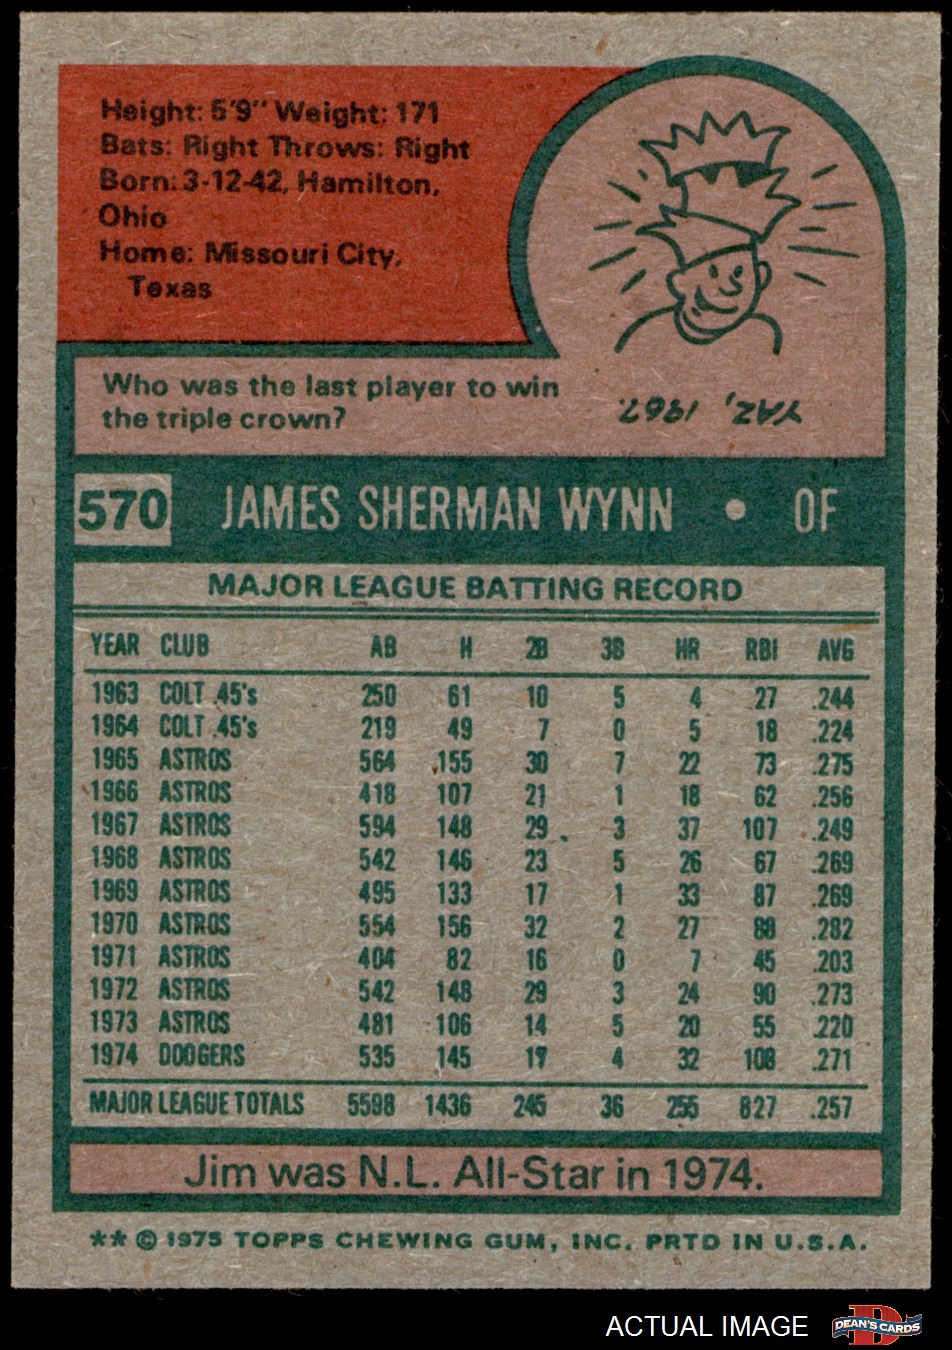 Height: 5'9" Weight: 171
Bats: Right Throws: Right
Born: 3-12-42, Hamilton,
Ohio
Home: Missouri City,
Texas
Who was the last player to win
the triple crown?
YAZ, 1967.
570 JAMES SHERMAN WYNN • OF
MAJOR LEAGUE BATTING RECORD
YEAR CLUB AB H 2B 3B HR RBI AVG
1963 COLT .45's 250 61 10 5 4 27 .244
1964 COLT .45's 219 49 7 0 5 18 .224
1965 ASTROS 564 155 30 7 22 73 .275
1966 ASTROS 418 107 21 1 18 62 .256
1967 ASTROS 594 148 29 3 37 107 .249
1968 ASTROS 542 146 23 5 26 67 .269
1969 ASTROS 495 133 17 1 33 87 .269
1970 ASTROS 554 156 32 2 27 88 .282
1971 ASTROS 404 82 16 0 7 45 .203
1972 ASTROS 542 148 29 3 24 90 .273
1973 ASTROS 481 106 14 5 20 55 .220
1974 DODGERS 535 145 17 4 32 108 .271
MAJOR LEAGUE TOTALS 5598 1436 245 36 255 827 .257
Jim was N.L. All-Star in 1974.
** © 1975 TOPPS CHEWING GUM, INC. PRTD IN U.S.A.
ACTUAL IMAGE D DEAN'S CARDS